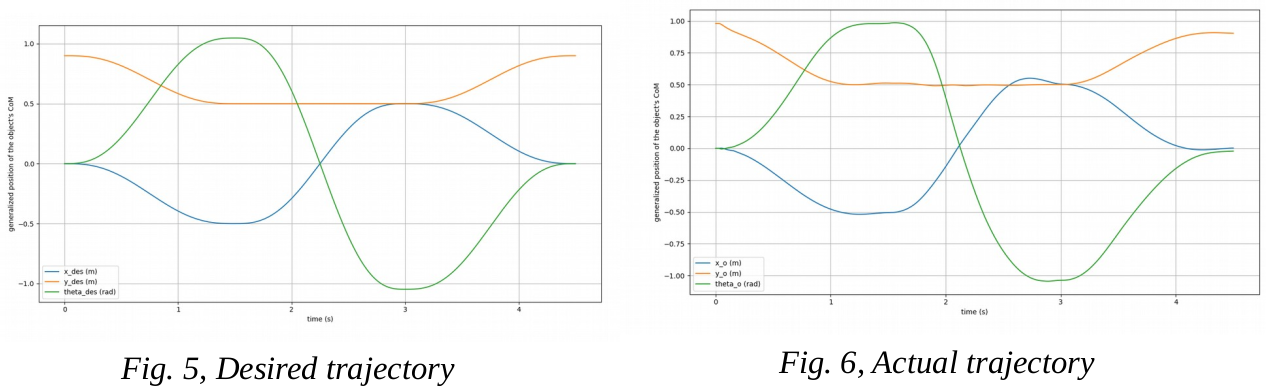 1.0
0.5
0.0
−0.5
−1.0
generalized position of the object's CoM
0
1
2
3
4
time (s)
x_des (m)
y_des (m)
theta_des (rad)
Fig. 5, Desired trajectory
1.00
0.75
0.50
0.25
0.00
−0.25
−0.50
−0.75
−1.00
generalized position of the object's CoM
0
1
2
3
4
time (s)
x_o (m)
y_o (m)
theta_o (rad)
Fig. 6, Actual trajectory